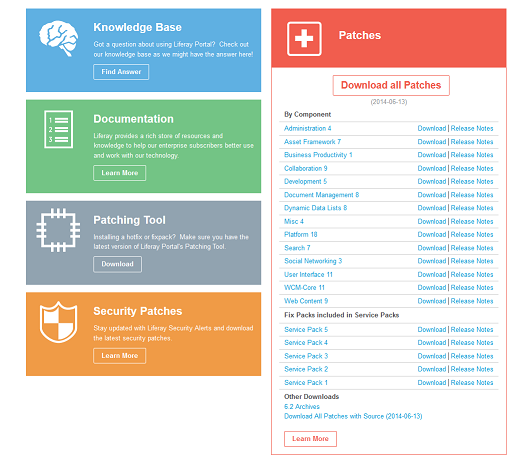 Knowledge Base
Got a question about using Liferay Portal? Check out
our knowledge base as we might have the answer here!
Find Answer
Documentation
1
2
3
Liferay provides a rich store of resources and
knowledge to help our enterprise subscribers better use
and work with our technology.
Learn More
Patching Tool
Installing a hotfix or fixpack? Make sure you have the
latest version of Liferay Portal's Patching Tool.
Download
Security Patches
Stay updated with Liferay Security Alerts and download
the latest security patches.
Learn More
Patches
Download all Patches
(2014-06-13)
By Component
Administration 4 Download | Release Notes
Asset Framework 7 Download | Release Notes
Business Productivity 1 Download | Release Notes
Collaboration 9 Download | Release Notes
Development 5 Download | Release Notes
Document Management 8 Download | Release Notes
Dynamic Data Lists 8 Download | Release Notes
Misc 4 Download | Release Notes
Platform 18 Download | Release Notes
Search 7 Download | Release Notes
Social Networking 3 Download | Release Notes
User Interface 11 Download | Release Notes
WCM-Core 11 Download | Release Notes
Web Content 9 Download | Release Notes
Fix Packs included in Service Packs
Service Pack 5 Download | Release Notes
Service Pack 4 Download | Release Notes
Service Pack 3 Download | Release Notes
Service Pack 2 Download | Release Notes
Service Pack 1 Download | Release Notes
Other Downloads
6.2 Archives
Download All Patches with Source (2014-06-13)
Learn More